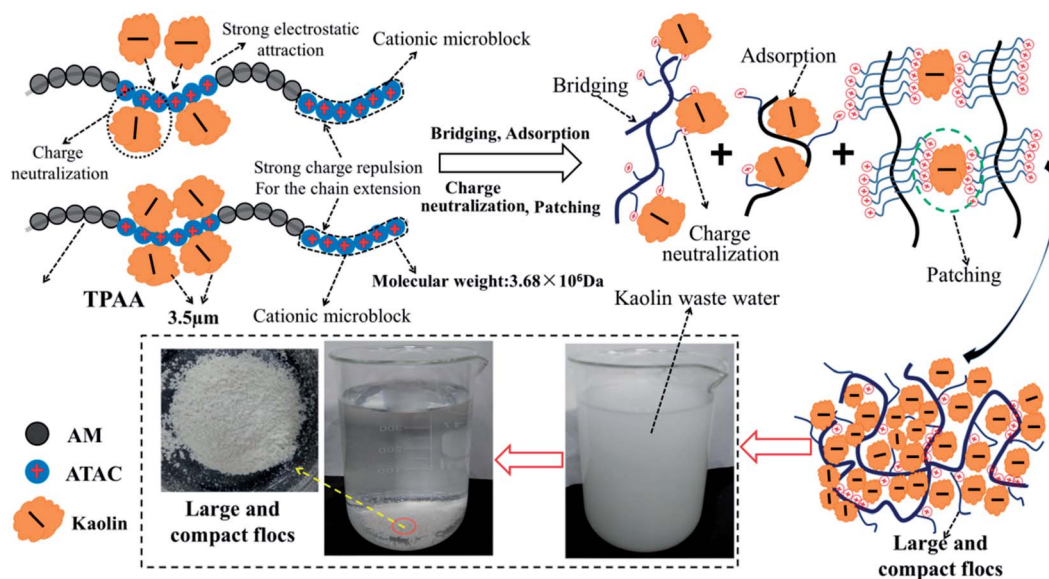 Strong electrostatic
attraction
Cationic microblock
Charge
neutralization
Strong charge repulsion
For the chain extension
Bridging, Adsorption
Charge
neutralization, Patching
Bridging
Adsorption
Charge
neutralization
Patching
TPAA
3.5μm
Cationic microblock
Molecular weight:3.68×10⁶Da
Kaolin waste water
AM
ATAC
Kaolin
Large and
compact flocs
Large and
compact flocs